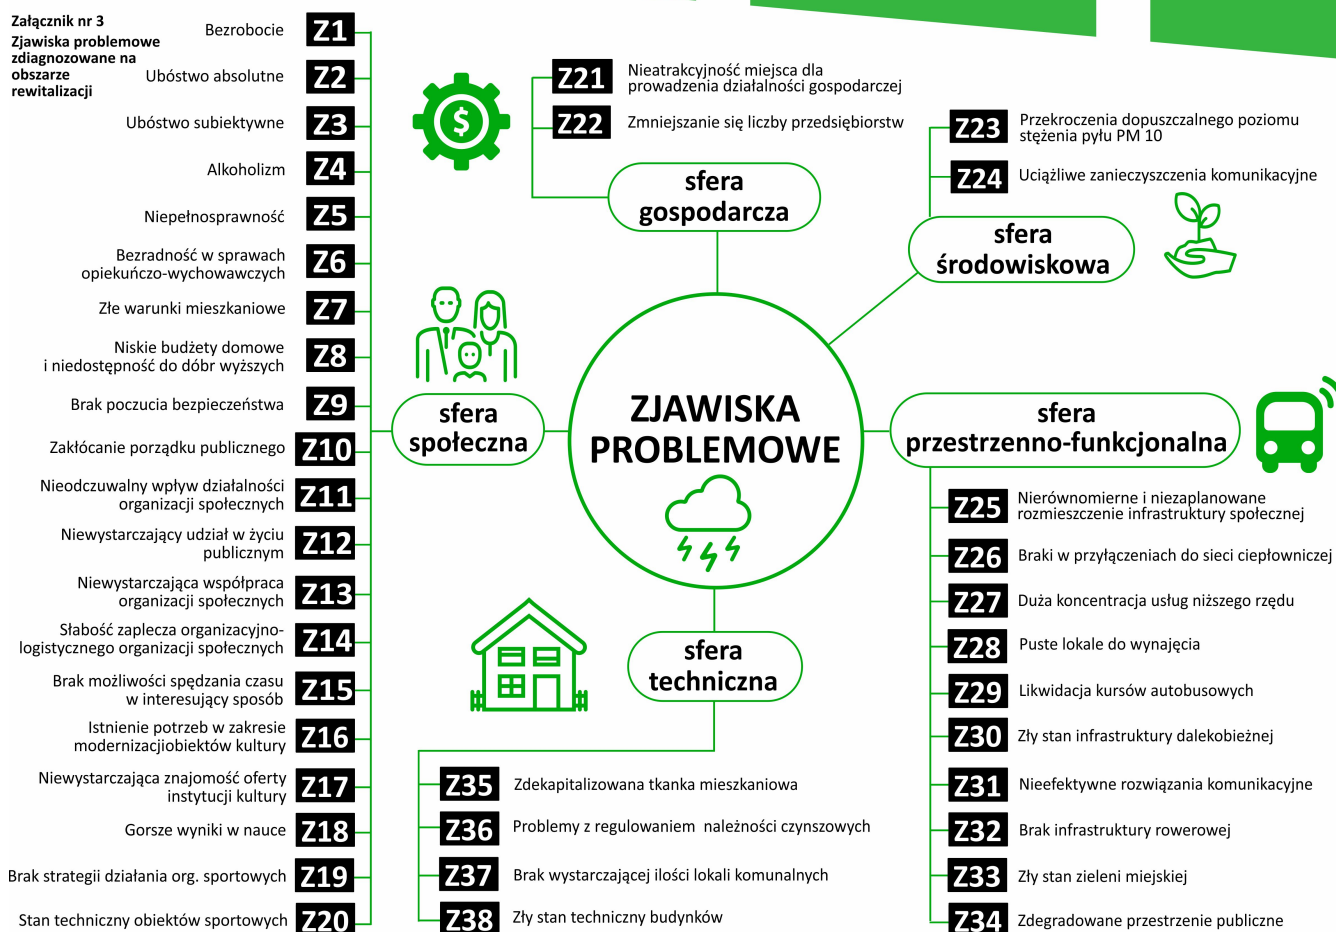 Załącznik nr 3
Zjawiska problemowe
zdiagnozowane na
obszarze
rewitalizacji
Bezrobocie Z1
Ubóstwo absolutne Z2
Ubóstwo subiektywne Z3
Alkoholizm Z4
Niepełnosprawność Z5
Bezradność w sprawach
opiekuńczo-wychowawczych Z6
Złe warunki mieszkaniowe Z7
Niskie budżety domowe
i niedostępność do dóbr wyższych Z8
Brak poczucia bezpieczeństwa Z9
Zakłócanie porządku publicznego Z10
Nieodczuwalny wpływ działalności
organizacji społecznych Z11
Niewystarczający udział w życiu
publicznym Z12
Niewystarczająca współpraca
organizacji społecznych Z13
Słabość zaplecza organizacyjno-
logistycznego organizacji społecznych Z14
Brak możliwości spędzania czasu
w interesujący sposób Z15
Istnienie potrzeb w zakresie
modernizacjiobiektów kultury Z16
Niewystarczająca znajomość oferty
instytucji kultury Z17
Gorsze wyniki w nauce Z18
Brak strategii działania org. sportowych Z19
Stan techniczny obiektów sportowych Z20
sfera
społeczna
$
Z21 Nieatrakcyjność miejsca dla
prowadzenia działalności gospodarczej
Z22 Zmniejszanie się liczby przedsiębiorstw
sfera
gospodarcza
Z23 Przekroczenia dopuszczalnego poziomu
stężenia pyłu PM 10
Z24 Uciążliwe zanieczyszczenia komunikacyjne
sfera
środowiskowa
ZJAWISKA
PROBLEMOWE
sfera
przestrzenno-funkcjonalna
Z25 Nierównomierne i niezaplanowane
rozmieszczenie infrastruktury społecznej
Z26 Braki w przyłączeniach do sieci ciepłowniczej
Z27 Duża koncentracja usług niższego rzędu
Z28 Puste lokale do wynajęcia
Z29 Likwidacja kursów autobusowych
Z30 Zły stan infrastruktury dalekobieżnej
Z31 Nieefektywne rozwiązania komunikacyjne
Z32 Brak infrastruktury rowerowej
Z33 Zły stan zieleni miejskiej
Z34 Zdegradowane przestrzenie publiczne
sfera
techniczna
Z35 Zdekapitalizowana tkanka mieszkaniowa
Z36 Problemy z regulowaniem należności czynszowych
Z37 Brak wystarczającej ilości lokali komunalnych
Z38 Zły stan techniczny budynków